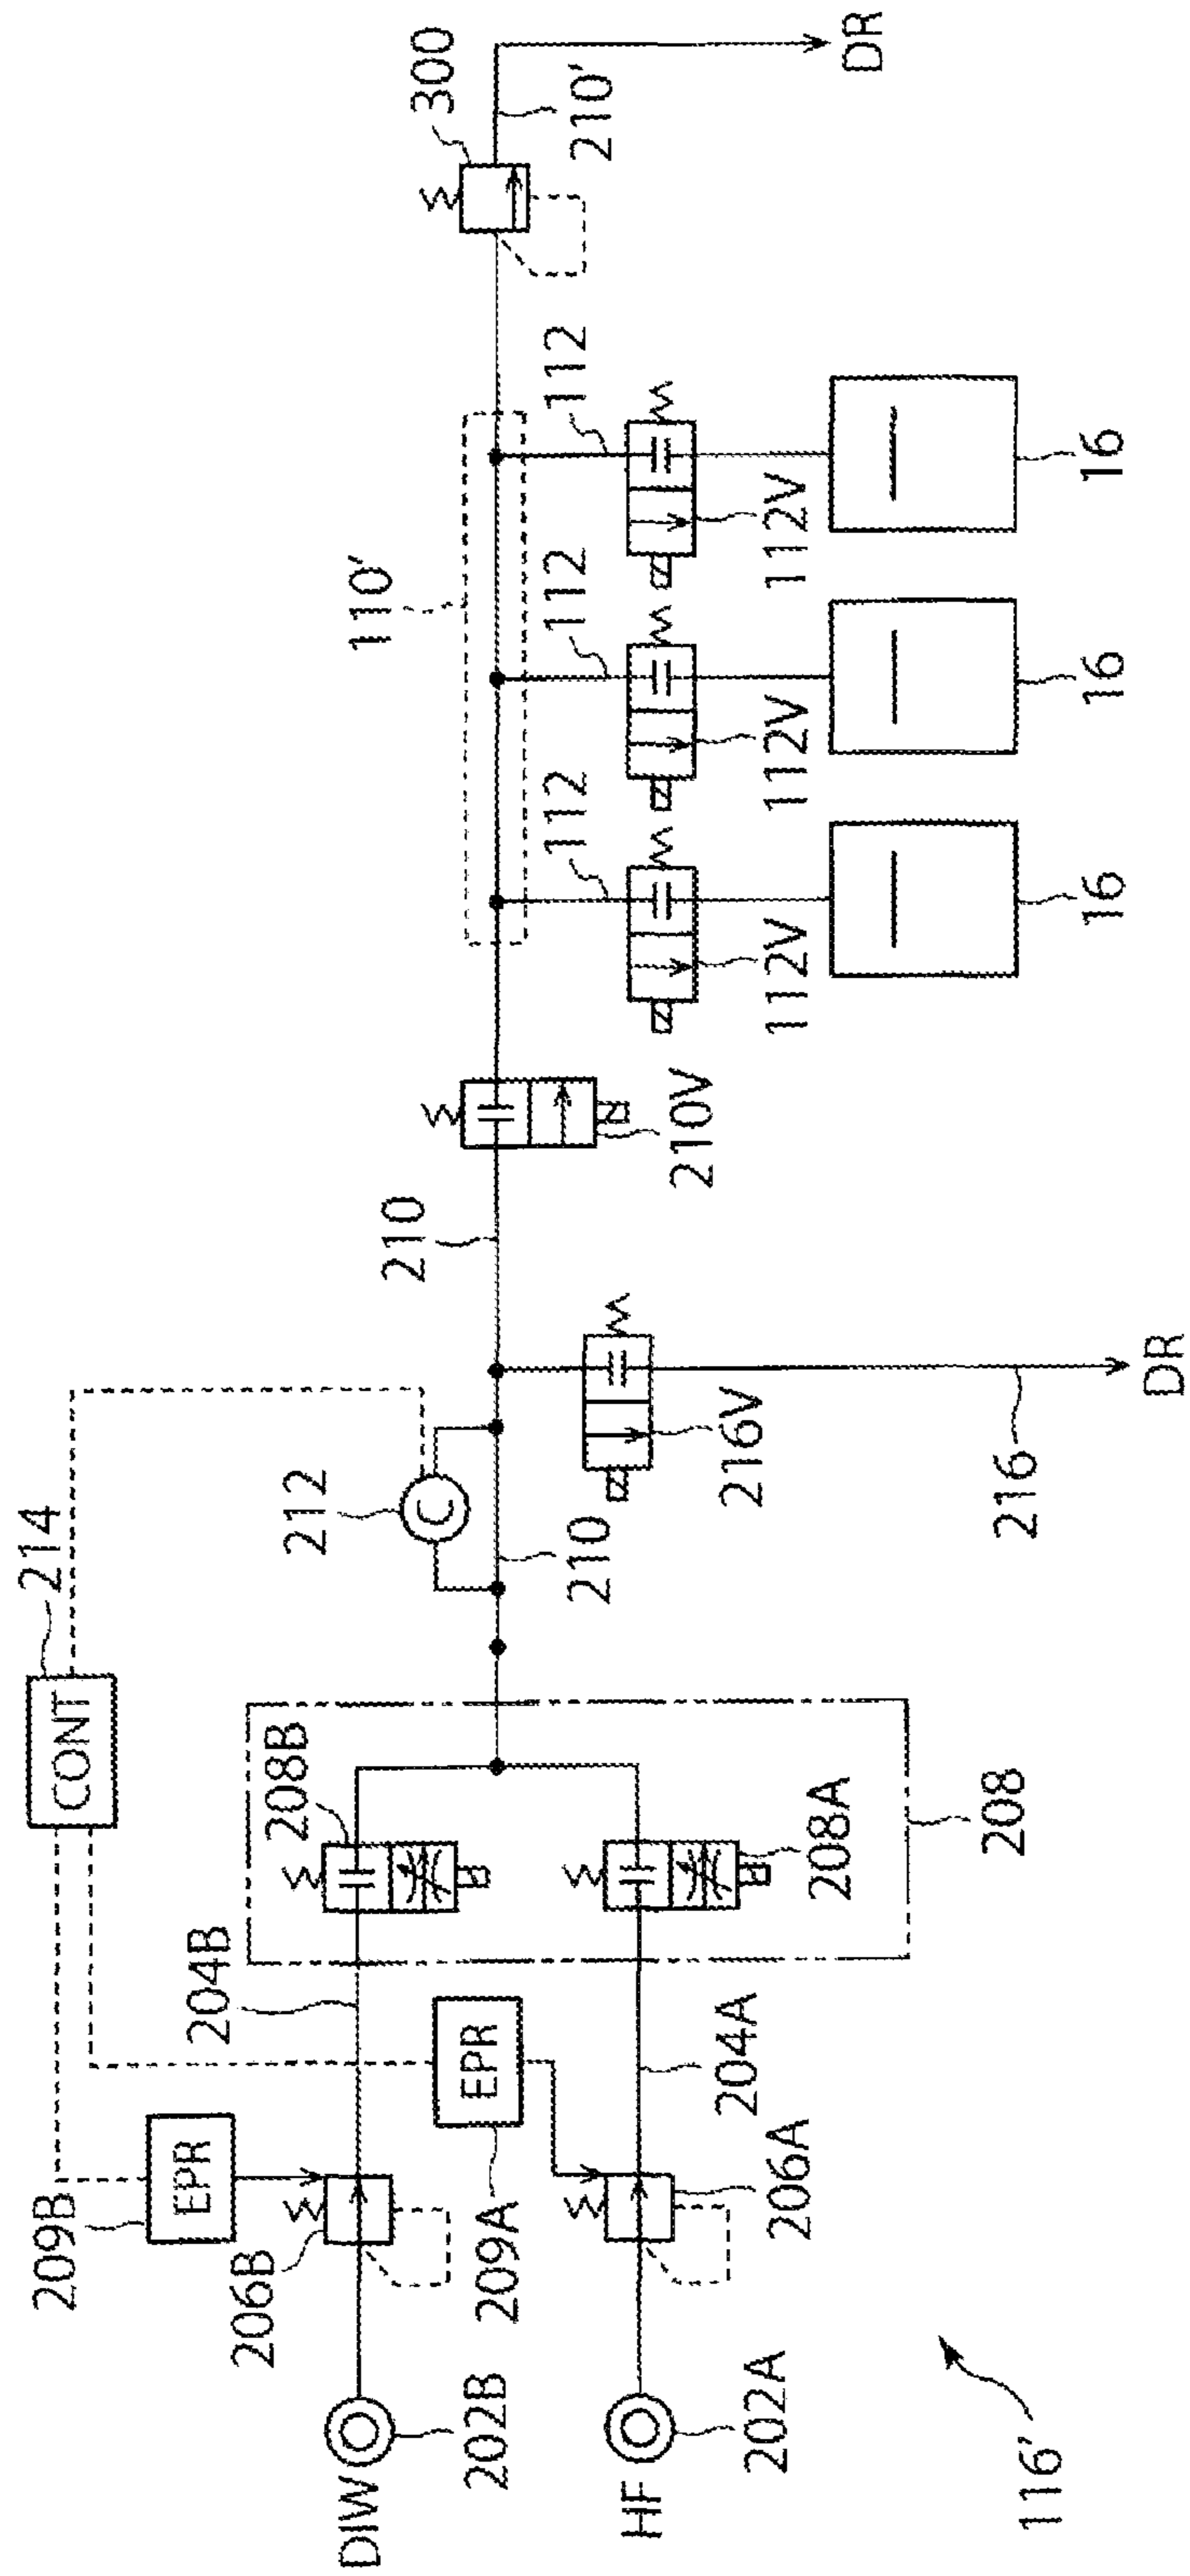 DIW
202B
206B
209B
EPR
204B
208B
CONT
214
HF
202A
206A
209A
EPR
204A
208A
208
212
C
210
216V
216
DR
210
210V
110′
112
112
112
112V
112V
112V
16
16
16
300
210′
DR
116′